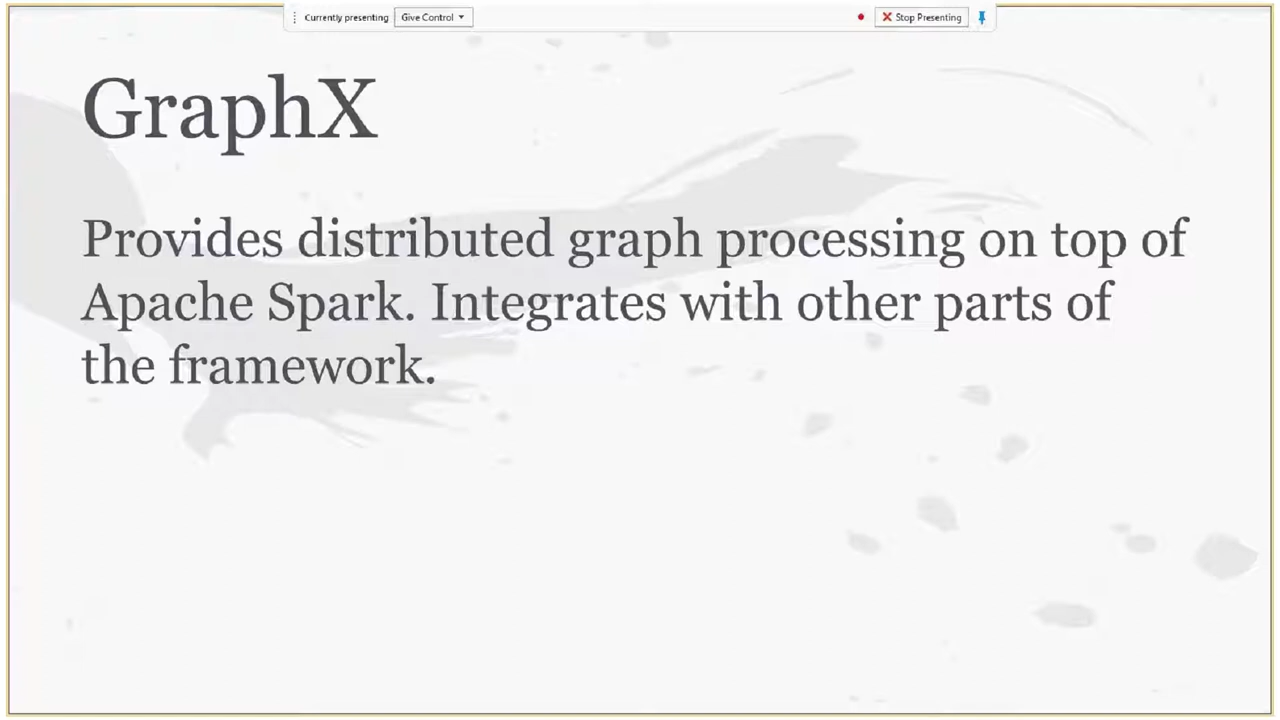 Currently presenting Give Control Stop Presenting
GraphX
Provides distributed graph processing on top of
Apache Spark. Integrates with other parts of
the framework.